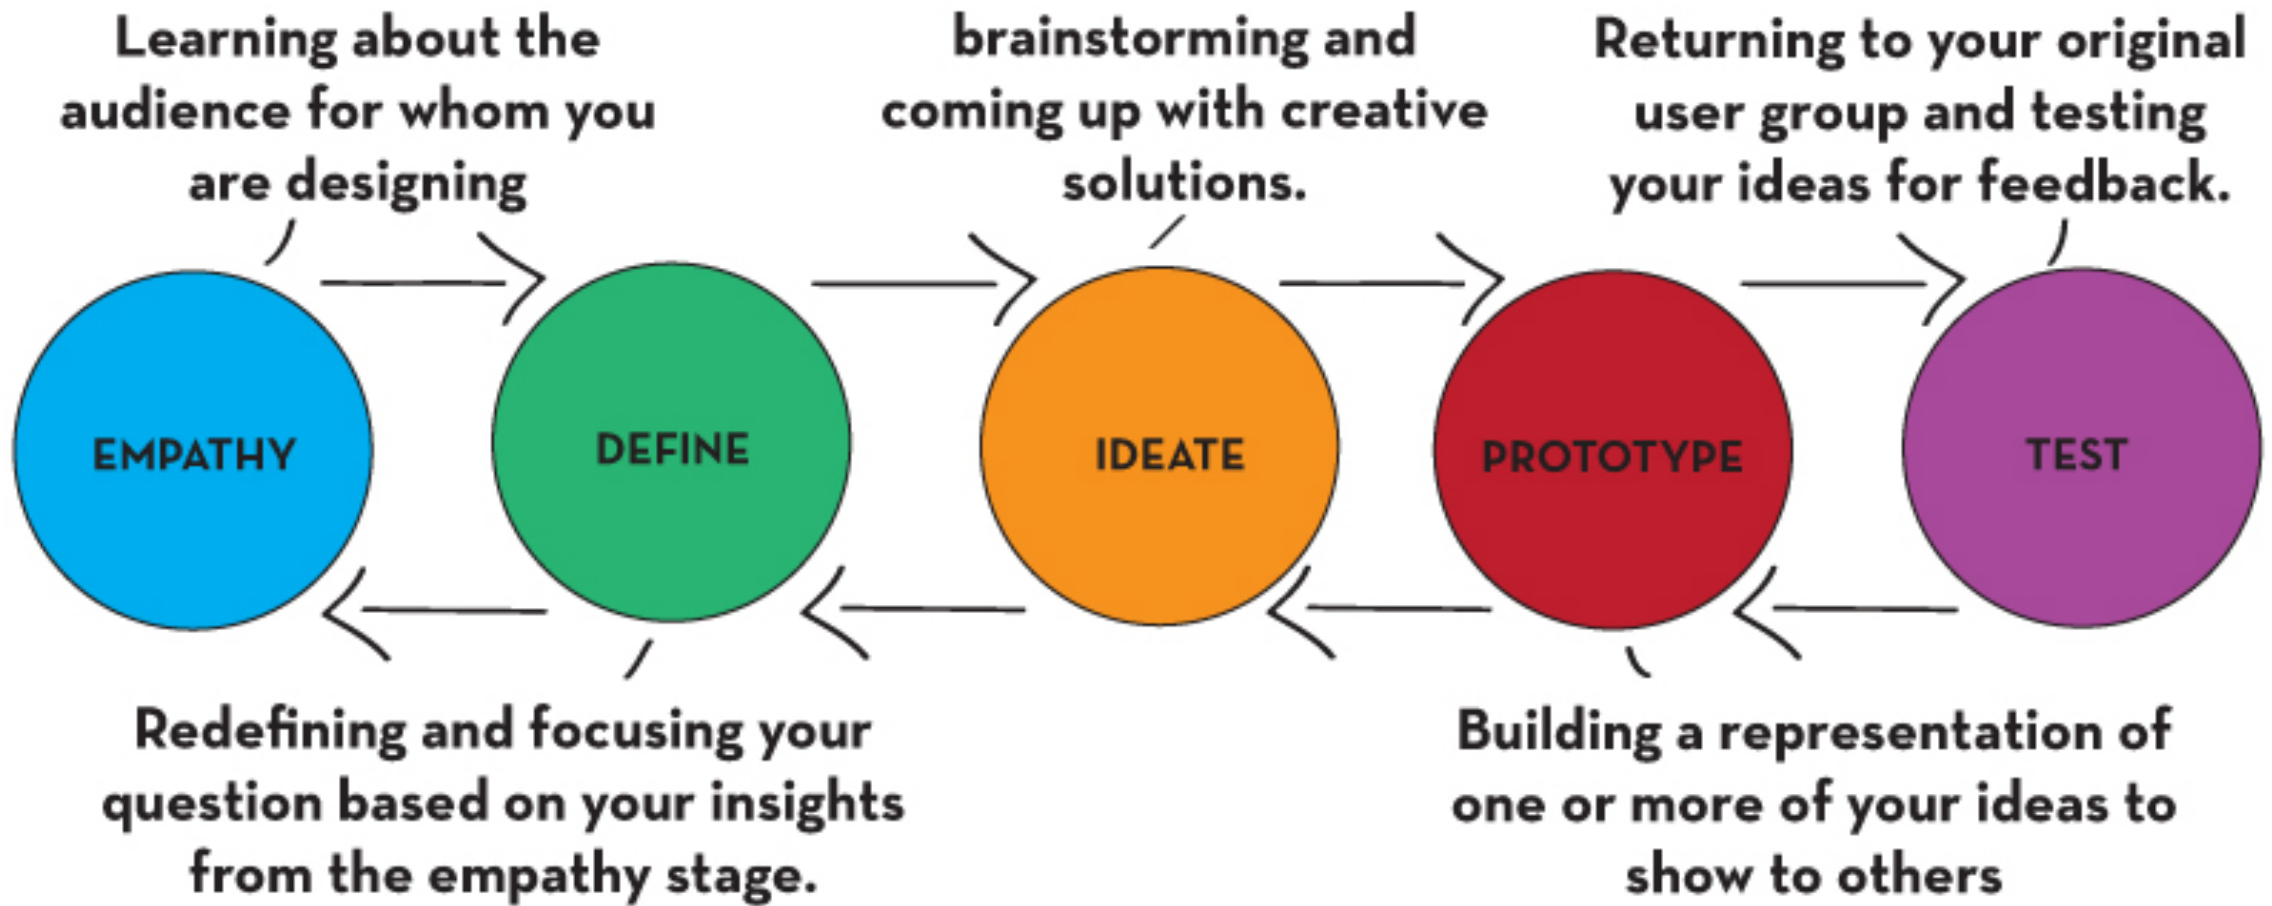 Learning about the
audience for whom you
are designing
brainstorming and
coming up with creative
solutions.
Returning to your original
user group and testing
your ideas for feedback.
EMPATHY
DEFINE
IDEATE
PROTOTYPE
TEST
Redefining and focusing your
question based on your insights
from the empathy stage.
Building a representation of
one or more of your ideas to
show to others